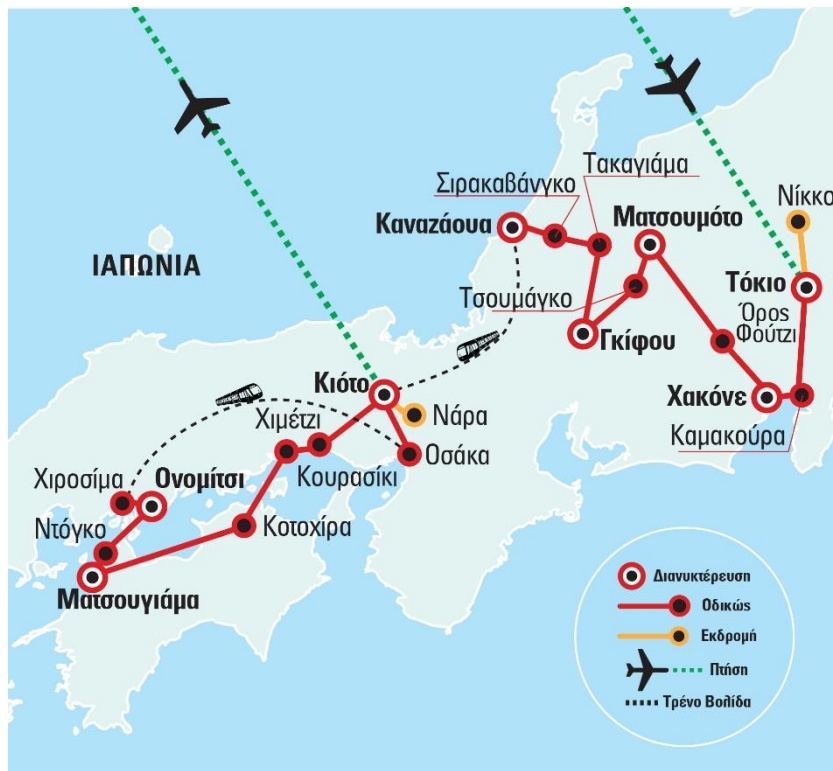 Τακαγιάμα
Σιρακαβάνγκο
Καναζάουα
Ματσουμότο
Νίκκο
ΙΑΠΩΝΙΑ
Τσουμάγκο
Τόκιο
Όρος
Φούτζι
Γκίφου
Κιότο
Χακόνε
Νάρα
Χιμέτζι
Καμακούρα
Οσάκα
Χιροσίμα
Ονομίτσι
Κουρασίκι
Ντόγκο
Κοτοχίρα
Ματσουγιάμα
Διανυκτέρευση
Οδικώς
Εκδρομή
Πτήση
Τρένο Βολίδα